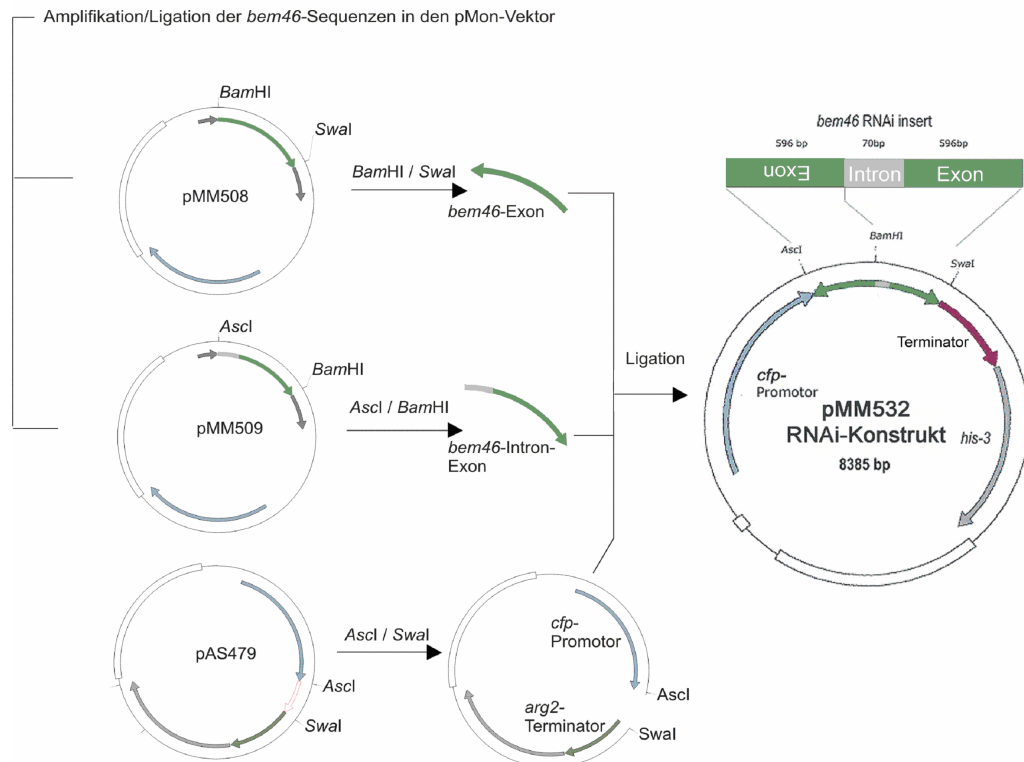 Amplifikation/Ligation der bem46-Sequenzen in den pMon-Vektor
BamHI
SwaI
pMM508
BamHI / SwaI
bem46-Exon
AscI
BamHI
pMM509
AscI / BamHI
bem46-Intron-
Exon
pAS479
AscI
SwaI
AscI / SwaI
cfp-
Promotor
arg2-
Terminator
AscI
SwaI
Ligation
bem46 RNAi insert
596 bp
70bp
596bp
Exon
Intron
Exon
AscI
BamHI
SwaI
Terminator
cfp-
Promotor
pMM532
RNAi-Konstrukt
his-3
8385 bp